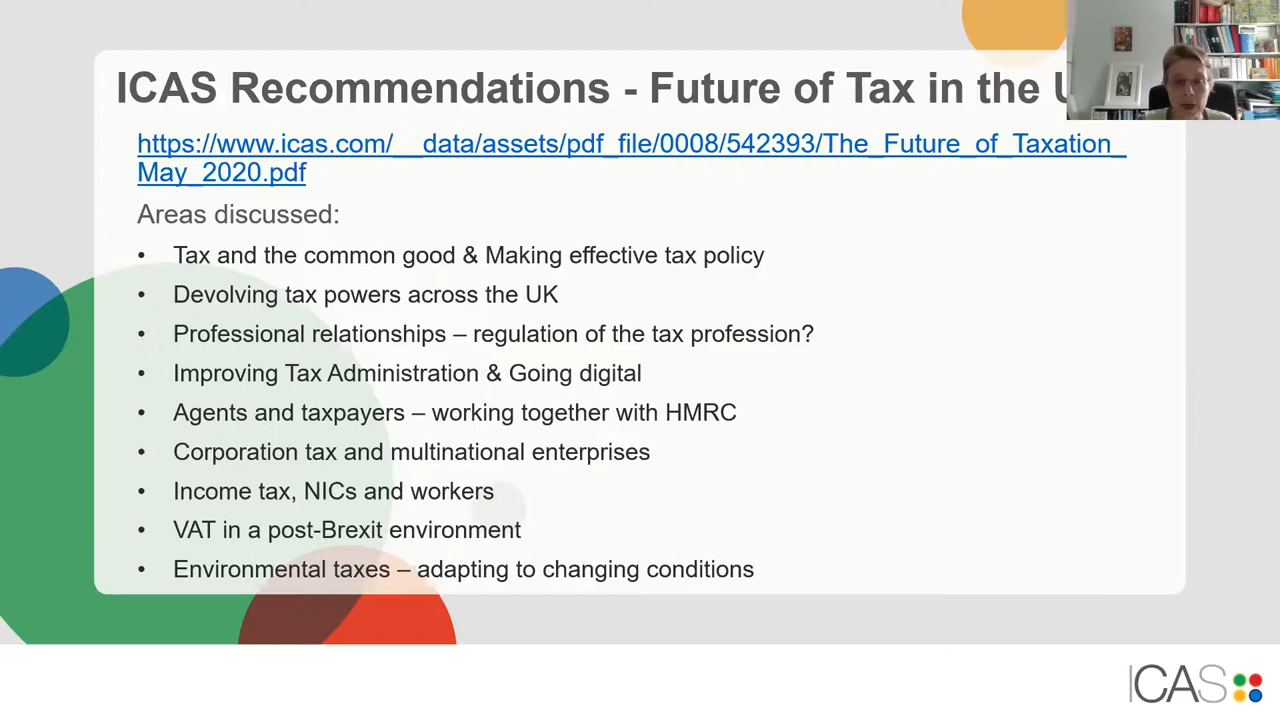 ICAS Recommendations - Future of Tax in the
https://www.icas.com/__data/assets/pdf_file/0008/542393/The_Future_of_Taxation_
May_2020.pdf
Areas discussed:
• Tax and the common good & Making effective tax policy
• Devolving tax powers across the UK
• Professional relationships – regulation of the tax profession?
• Improving Tax Administration & Going digital
• Agents and taxpayers – working together with HMRC
• Corporation tax and multinational enterprises
• Income tax, NICs and workers
• VAT in a post-Brexit environment
• Environmental taxes – adapting to changing conditions
ICAS